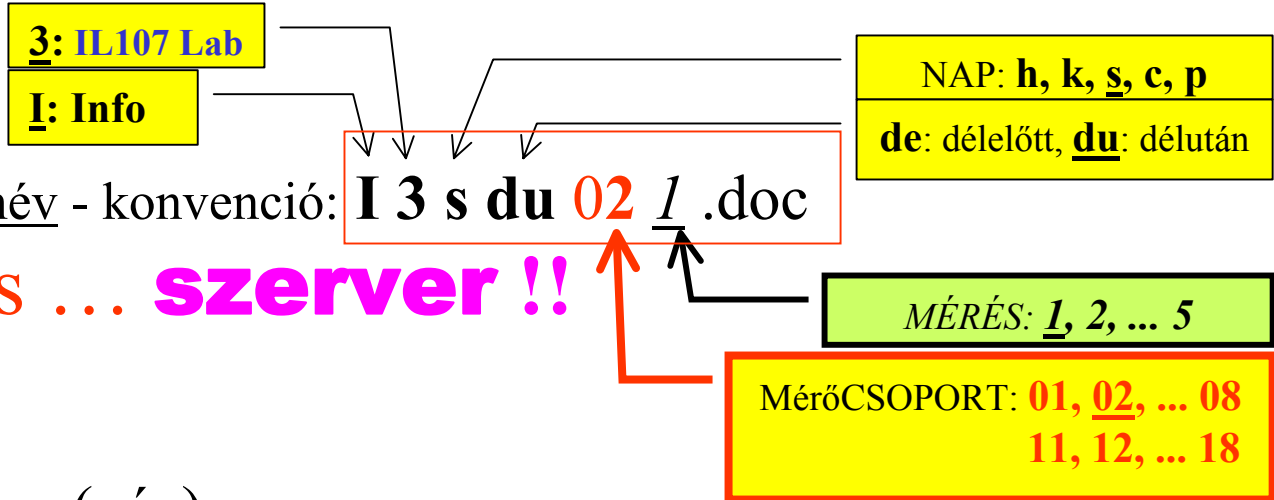 3: IL107 Lab
I: Info
NAP: h, k, s, c, p
de: délelőtt, du: délután
név - konvenció: I 3 s du 02 1 .doc
s … szerver !!
MÉRÉS: 1, 2, ... 5
MérőCSOPORT: 01, 02, ... 08
11, 12, ... 18